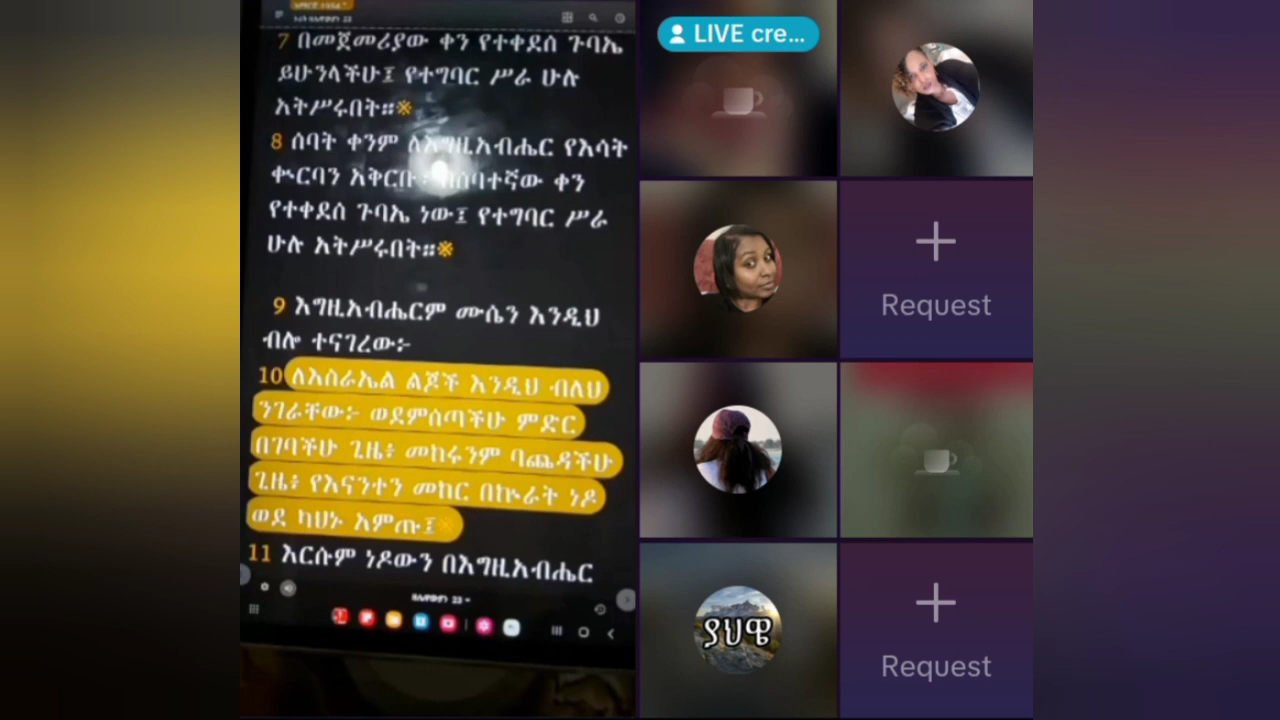 7 በመጀመሪያው ቀን የተቀደሰ ጉባኤ
ይሁንላችሁ፤ የተግባር ሥራ ሁሉ
አትሥሩበት።※
8 ሰባት ቀንም ለእግዚአብሔር የእሳት
ቍርባን አቅርቡ፥ በሰባተኛው ቀን
የተቀደሰ ጉባኤ ነው፤ የተግባር ሥራ
ሁሉ አትሥሩበት።※
9 እግዚአብሔርም ሙሴን እንዲህ
ብሎ ተናገረው፦
10 ለእስራኤል ልጆች እንዲህ ብለህ
ንገራቸው፦ ወደምሰጣችሁ ምድር
በገባችሁ ጊዜ፥ መከሩንም ባጨዳችሁ
ጊዜ፥ የእናንተን መከር በኵራት ነዶ
ወደ ካህኑ አምጡ፤※
11 እርሱም ነዶውን በእግዚአብሔር
LIVE cre...
Request
ያህዌ
Request